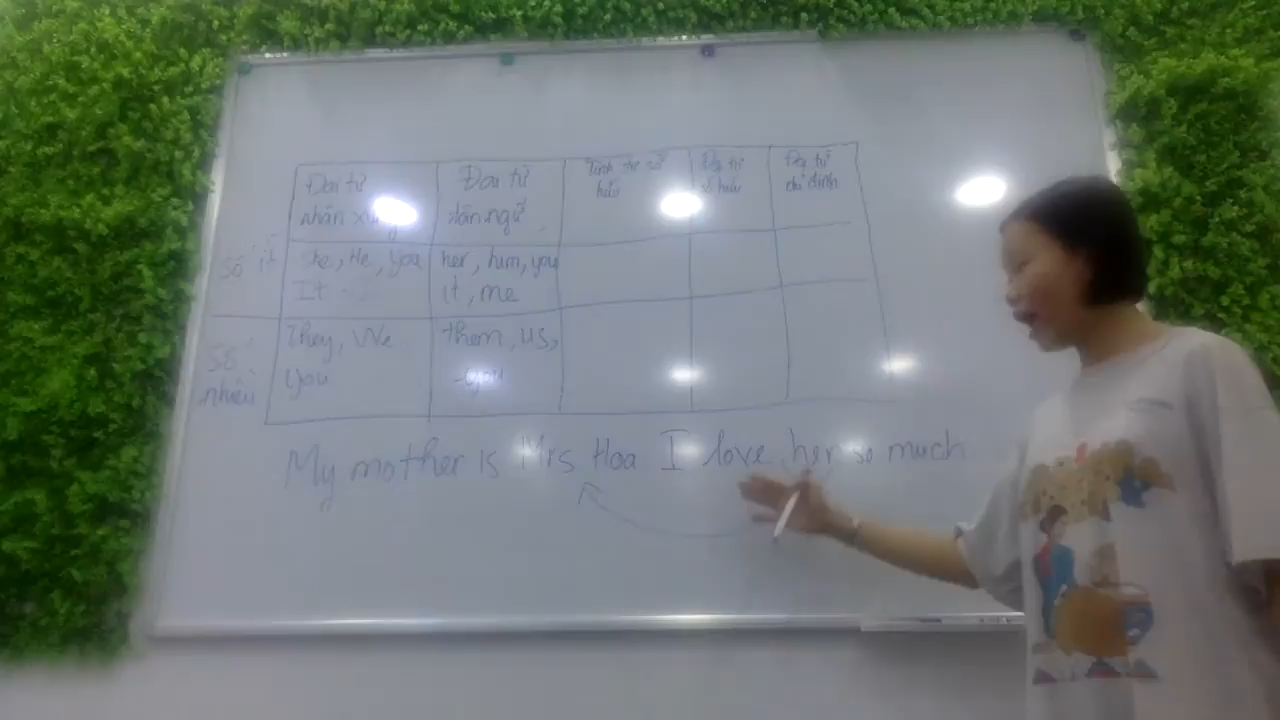 Đại từ nhân xưng
Đại từ tân ngữ
Tính từ sở hữu
Đại từ sở hữu
Đại từ chỉ định
Số ít
She, He, you
It - I
her, him, you
it, me
Số nhiều
They, We
you
them, us,
you
My mother is Mrs Hoa I love her so much